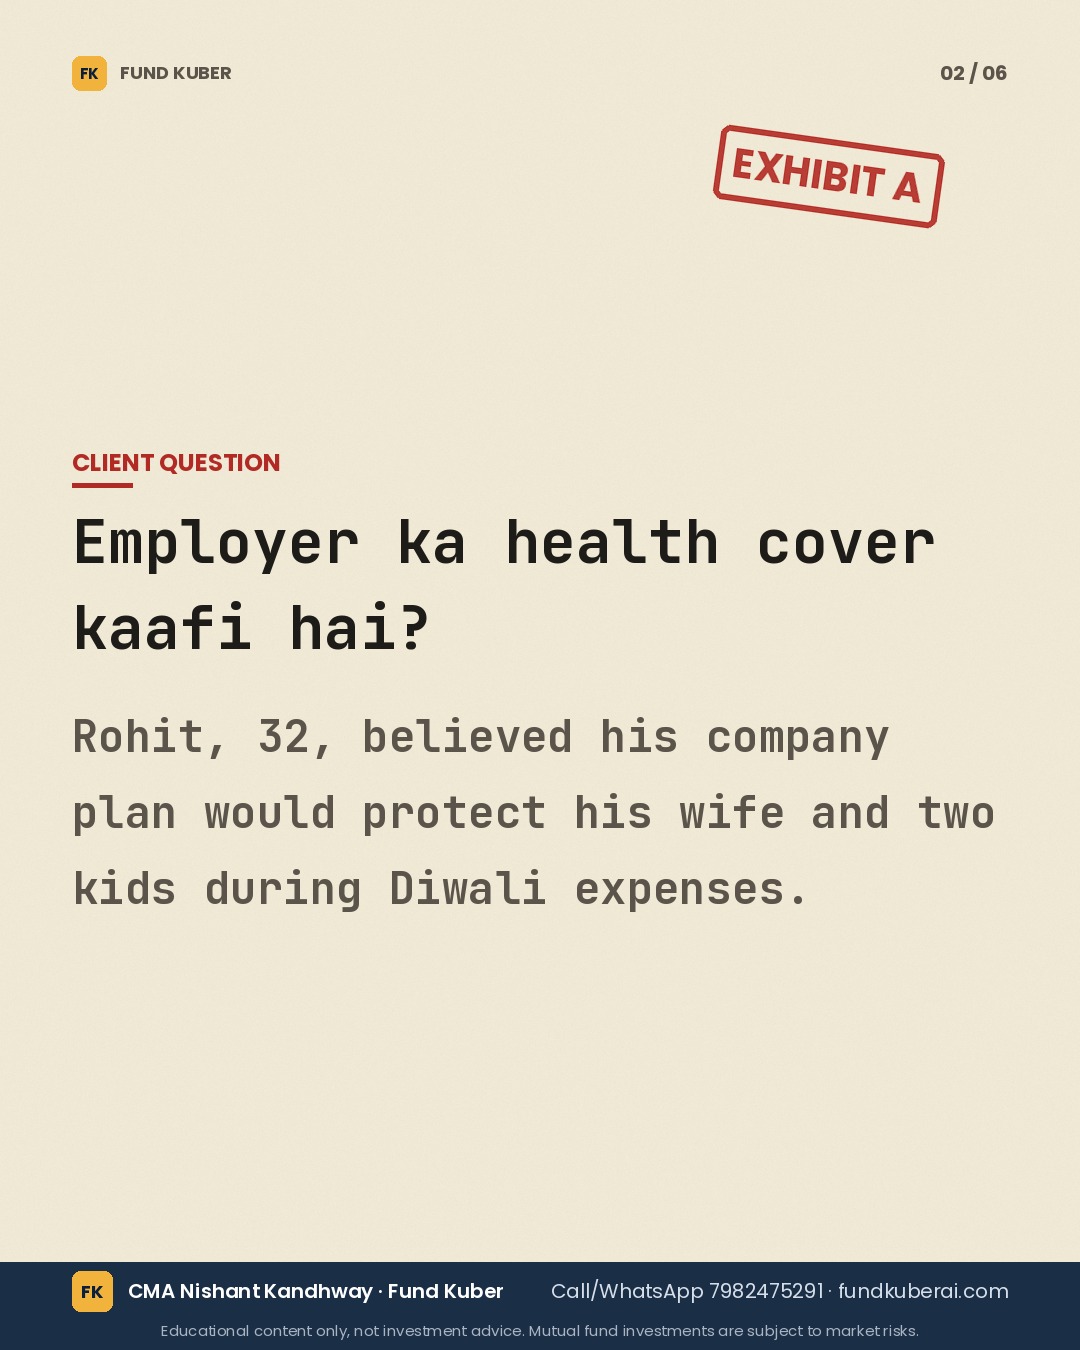 FK FUND KUBER
02 / 06
EXHIBIT A
CLIENT QUESTION
Employer ka health cover
kaafi hai?
Rohit, 32, believed his company
plan would protect his wife and two
kids during Diwali expenses.
FK CMA Nishant Kandhway · Fund Kuber
Call/WhatsApp 7982475291 · fundkuberai.com
Educational content only, not investment advice. Mutual fund investments are subject to market risks.